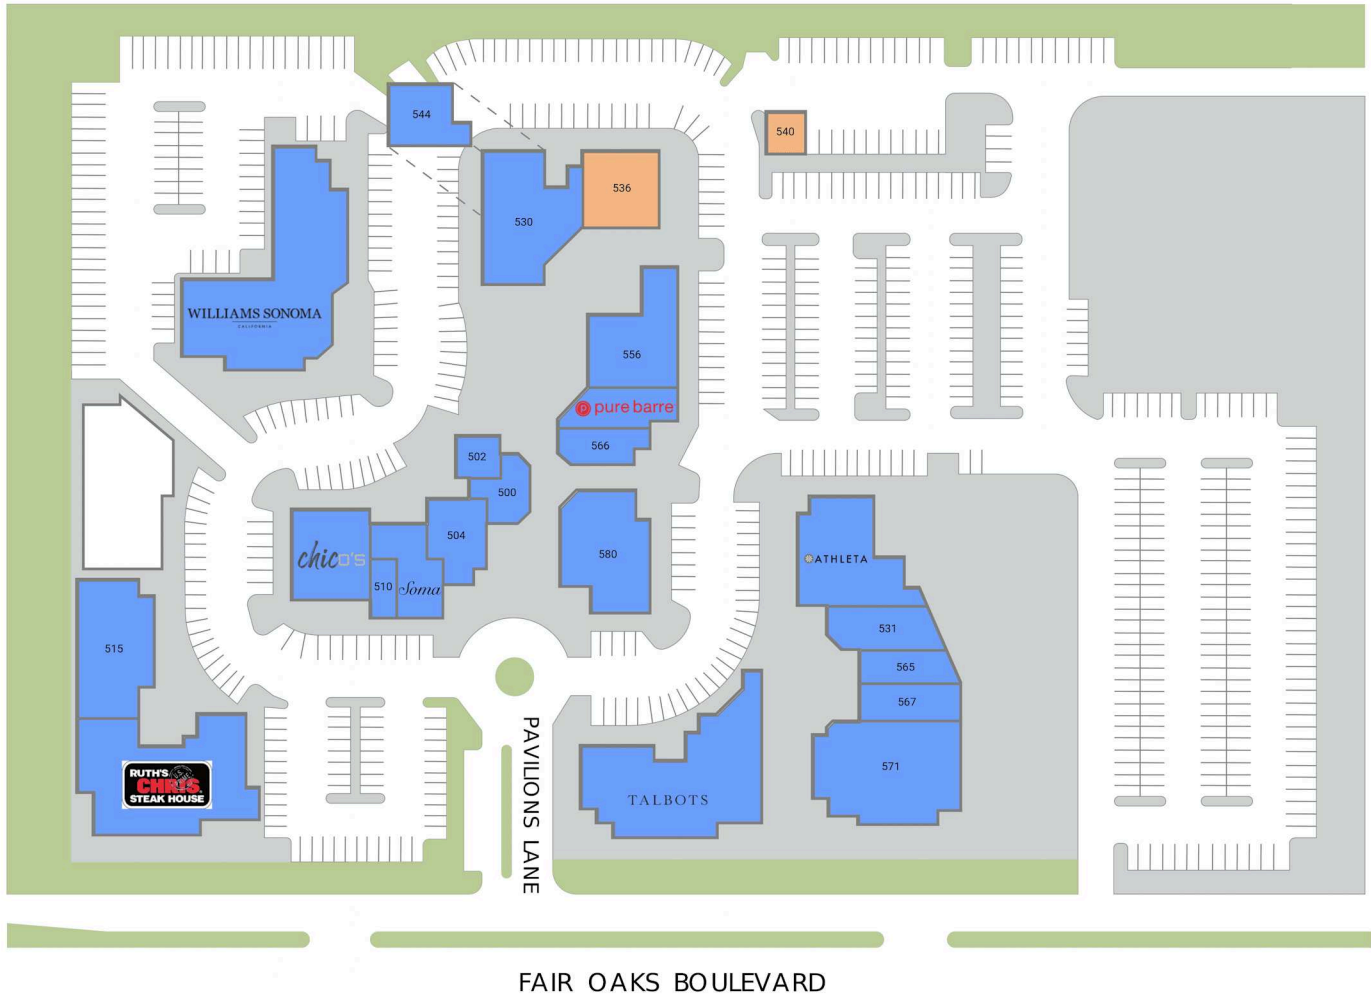 544
540
536
530
WILLIAMS SONOMA
CALIFORNIA
556
P pure barre
566
502
500
504
chico's
510
Soma
580
ATHLETA
531
515
565
567
571
RUTH'S
CHRIS
STEAK HOUSE
TALBOTS
PAVILIONS LANE
FAIR OAKS BOULEVARD